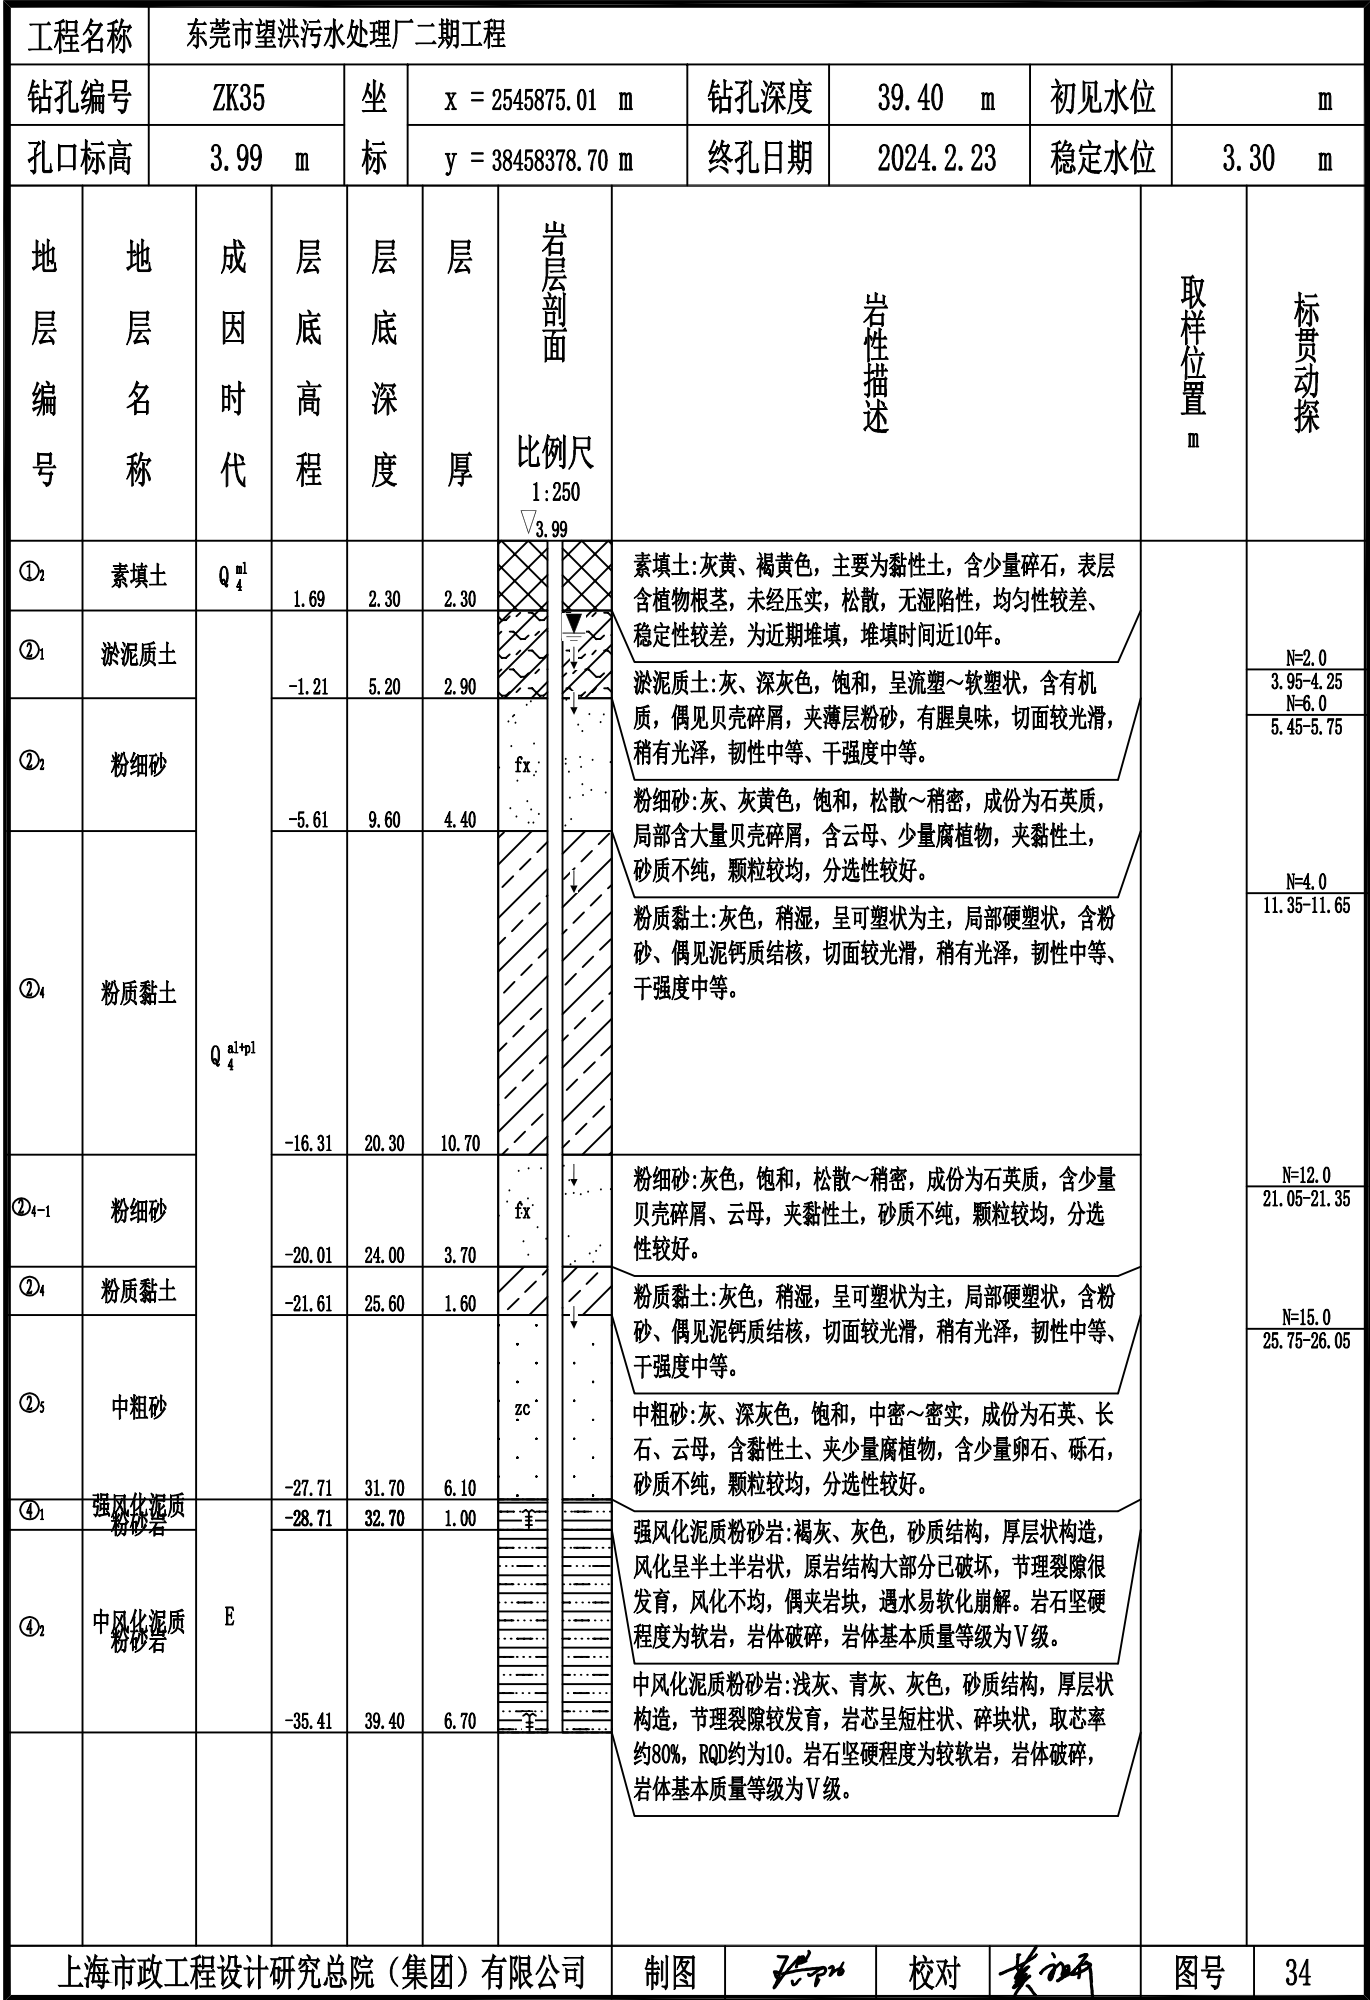 工程名称 东莞市望洪污水处理厂二期工程
钻孔编号 ZK35 坐 x = 2545875.01 m 钻孔深度 39.40 m 初见水位 m
孔口标高 3.99 m 标 y = 38458378.70 m 终孔日期 2024.2.23 稳定水位 3.30 m
地层编号 地层名称 成因时代 层底高程 层底深度 层厚 岩层剖面 比例尺 1:250 岩性描述 取样位置 m 标贯动探
3.99
①2 素填土 Q4ml 1.69 2.30 2.30
素填土:灰黄、褐黄色，主要为黏性土，含少量碎石，表层
含植物根茎，未经压实，松散，无湿陷性，均匀性较差、
稳定性较差，为近期堆填，堆填时间近10年。
②1 淤泥质土 -1.21 5.20 2.90
淤泥质土:灰、深灰色，饱和，呈流塑～软塑状，含有机
质，偶见贝壳碎屑，夹薄层粉砂，有腥臭味，切面较光滑，
稍有光泽，韧性中等、干强度中等。
N=2.0
3.95-4.25
N=6.0
5.45-5.75
②2 粉细砂 -5.61 9.60 4.40 fx
粉细砂:灰、灰黄色，饱和，松散～稍密，成份为石英质，
局部含大量贝壳碎屑，含云母、少量腐植物，夹黏性土，
砂质不纯，颗粒较均，分选性较好。
N=4.0
11.35-11.65
②4 粉质黏土 Q4al+pl -16.31 20.30 10.70
粉质黏土:灰色，稍湿，呈可塑状为主，局部硬塑状，含粉
砂、偶见泥钙质结核，切面较光滑，稍有光泽，韧性中等、
干强度中等。
②4-1 粉细砂 -20.01 24.00 3.70 fx
粉细砂:灰色，饱和，松散～稍密，成份为石英质，含少量
贝壳碎屑、云母，夹黏性土，砂质不纯，颗粒较均，分选
性较好。
N=12.0
21.05-21.35
②4 粉质黏土 -21.61 25.60 1.60
粉质黏土:灰色，稍湿，呈可塑状为主，局部硬塑状，含粉
砂、偶见泥钙质结核，切面较光滑，稍有光泽，韧性中等、
干强度中等。
N=15.0
25.75-26.05
②5 中粗砂 -27.71 31.70 6.10 zc
中粗砂:灰、深灰色，饱和，中密～密实，成份为石英、长
石、云母，含黏性土、夹少量腐植物，含少量卵石、砾石，
砂质不纯，颗粒较均，分选性较好。
④1 强风化泥质
粉砂岩 -28.71 32.70 1.00
强风化泥质粉砂岩:褐灰、灰色，砂质结构，厚层状构造，
风化呈半土半岩状，原岩结构大部分已破坏，节理裂隙很
发育，风化不均，偶夹岩块，遇水易软化崩解。岩石坚硬
程度为软岩，岩体破碎，岩体基本质量等级为Ⅴ级。
④2 中风化泥质
粉砂岩 E -35.41 39.40 6.70
中风化泥质粉砂岩:浅灰、青灰、灰色，砂质结构，厚层状
构造，节理裂隙较发育，岩芯呈短柱状、碎块状，取芯率
约80%，RQD约为10。岩石坚硬程度为较软岩，岩体破碎，
岩体基本质量等级为Ⅴ级。
上海市政工程设计研究总院（集团）有限公司 制图 校对 图号 34